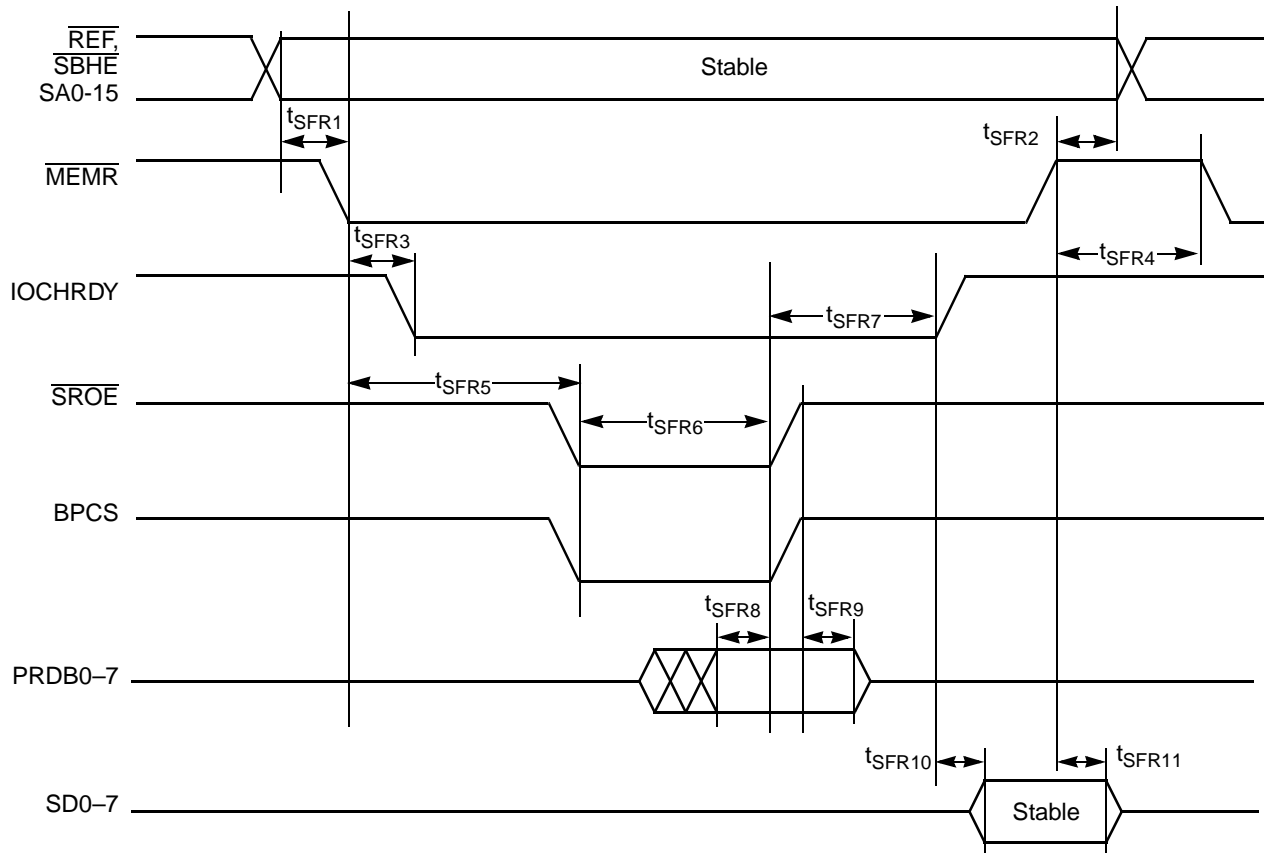 REF,
SBHE
SA0-15
Stable
tSFR1
tSFR2
MEMR
tSFR3
tSFR4
IOCHRDY
tSFR7
tSFR5
SROE
tSFR6
BPCS
tSFR8
tSFR9
PRDB0–7
tSFR10
tSFR11
SD0–7
Stable